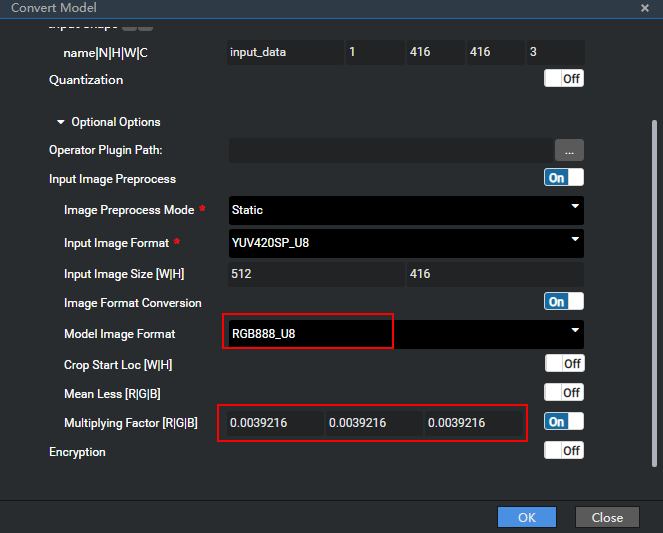 Convert Model ×
Input Shape
name|N|H|W|C input_data 1 416 416 3
Quantization Off
Optional Options
Operator Plugin Path: ...
Input Image Preprocess On
Image Preprocess Mode * Static
Input Image Format * YUV420SP_U8
Input Image Size [W|H] 512 416
Image Format Conversion On
Model Image Format RGB888_U8
Crop Start Loc [W|H] Off
Mean Less [R|G|B] Off
Multiplying Factor [R|G|B] 0.0039216 0.0039216 0.0039216 On
Encryption Off
OK Close